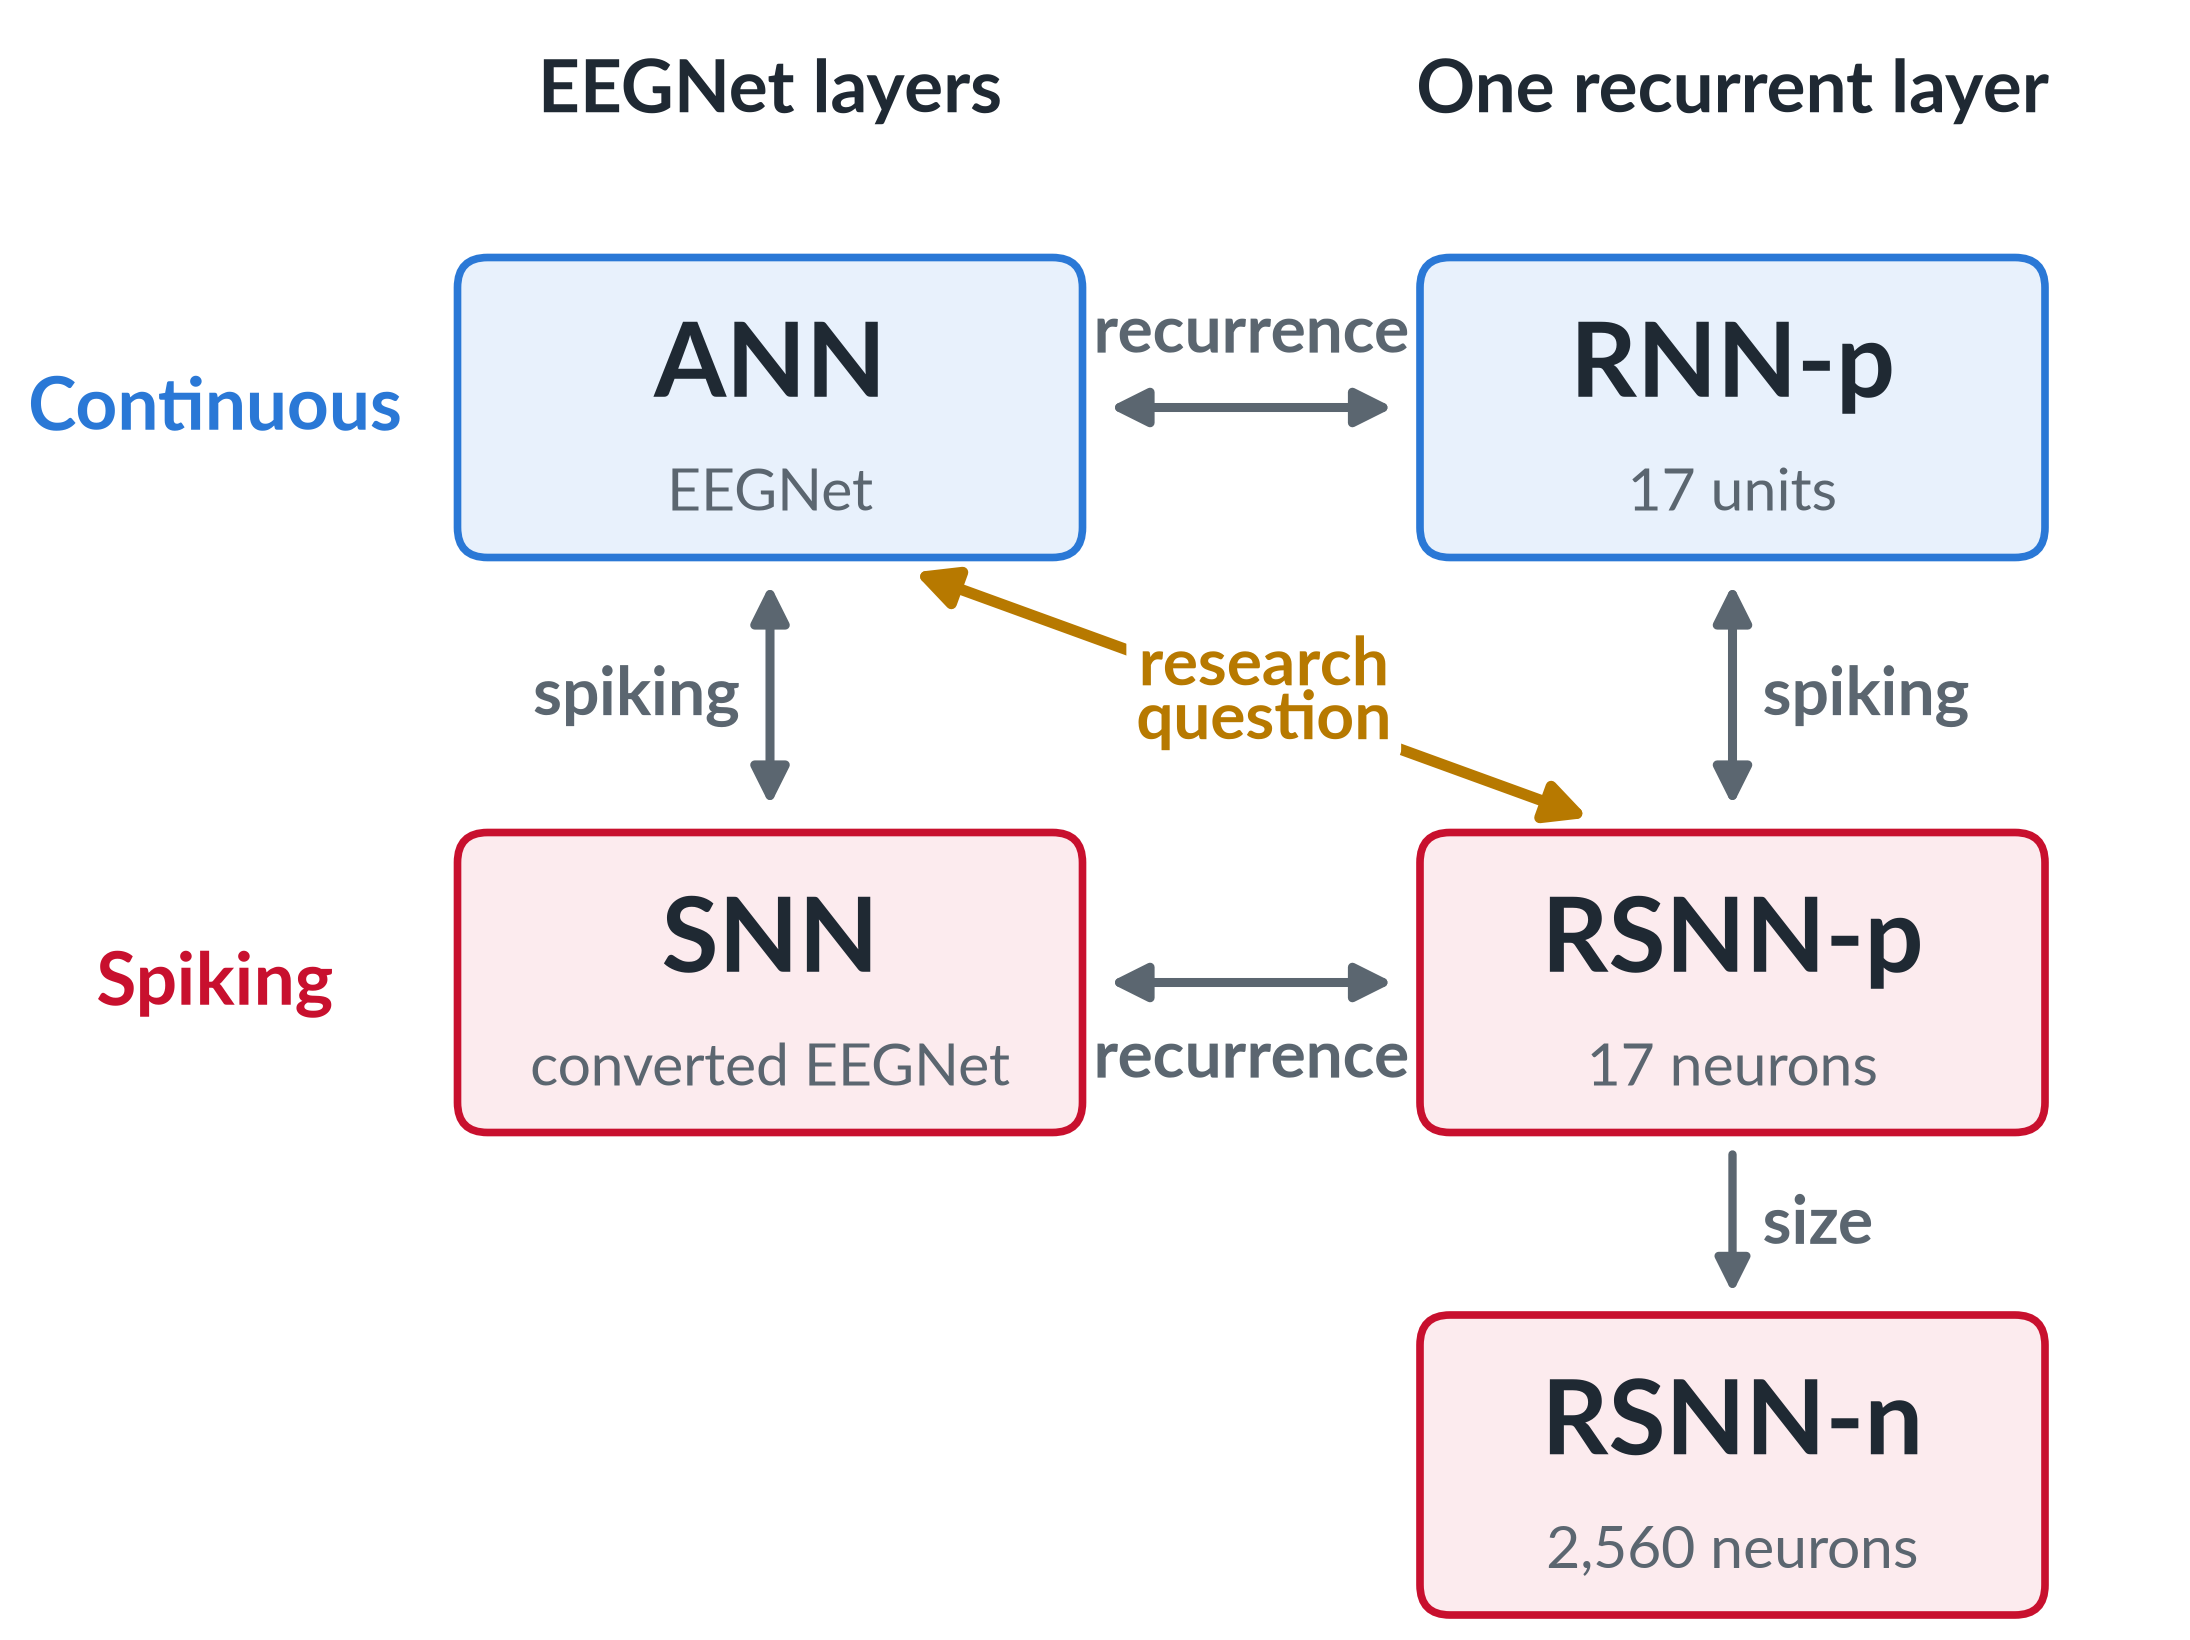 EEGNet layers
One recurrent layer
Continuous
ANN
EEGNet
recurrence
RNN-p
17 units
spiking
research
question
spiking
Spiking
SNN
converted EEGNet
recurrence
RSNN-p
17 neurons
size
RSNN-n
2,560 neurons